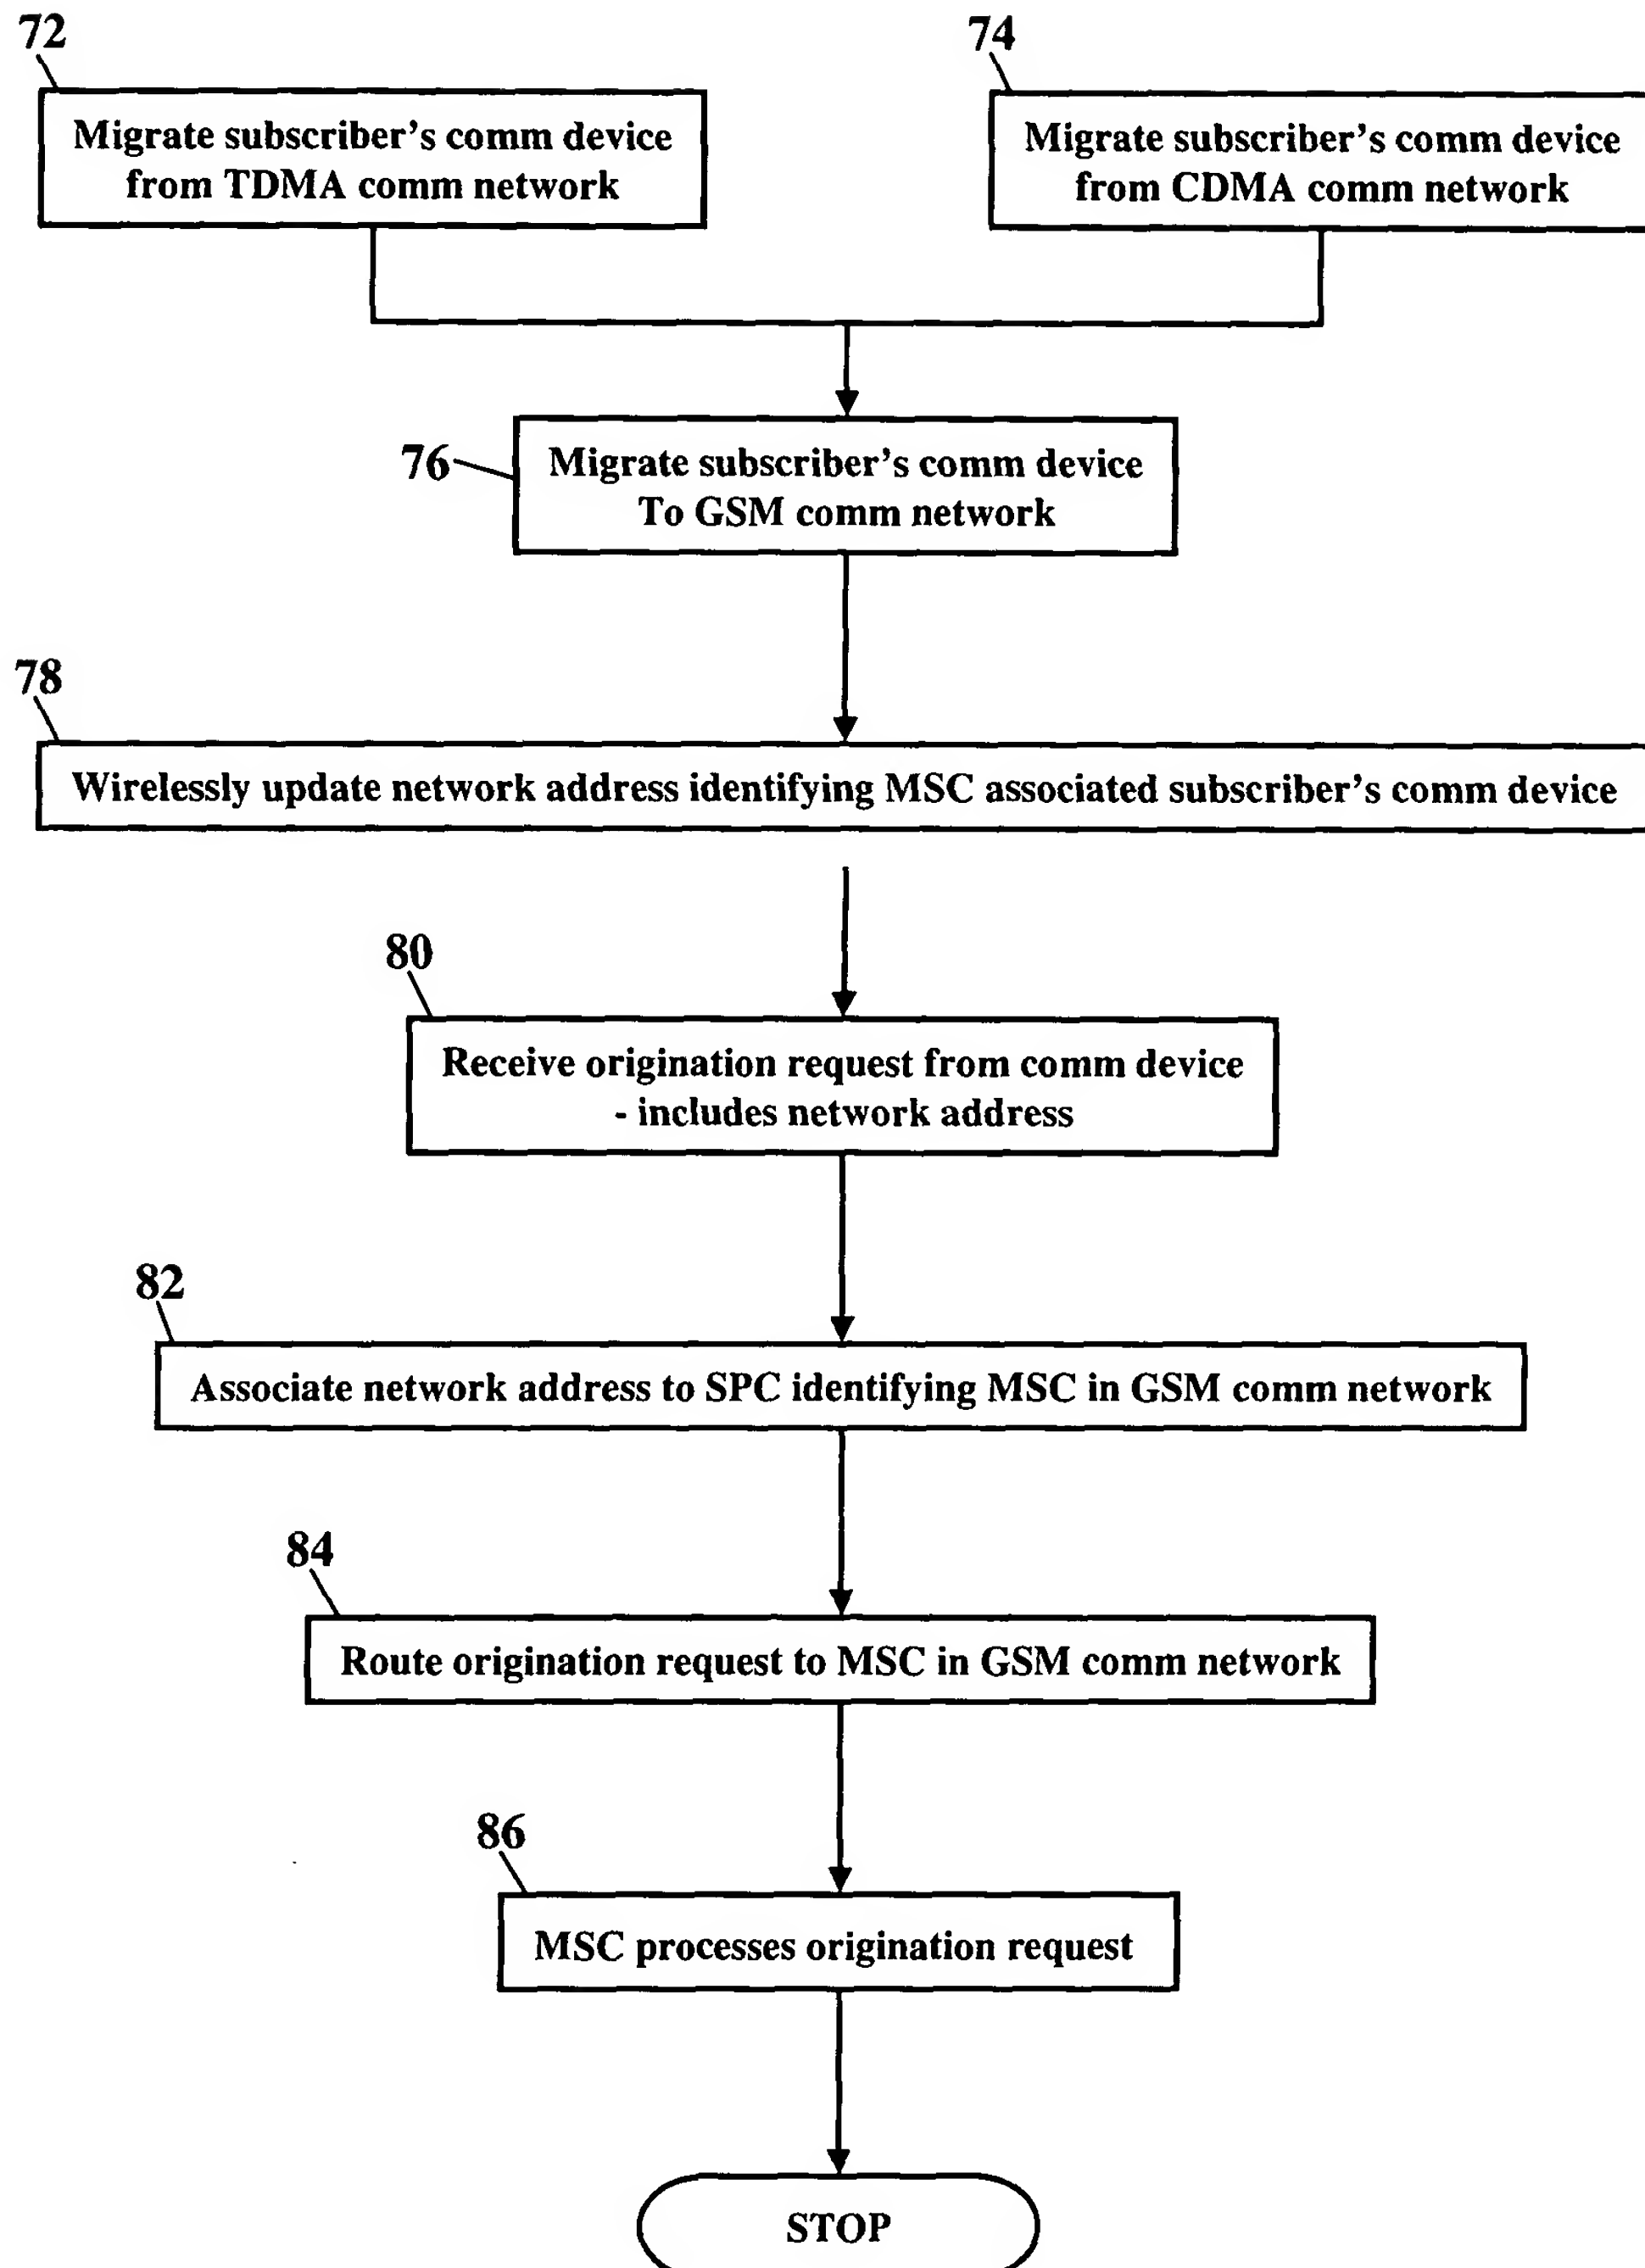 72
74
Migrate subscriber's comm device
from TDMA comm network
Migrate subscriber's comm device
from CDMA comm network
76
Migrate subscriber's comm device
To GSM comm network
78
Wirelessly update network address identifying MSC associated subscriber's comm device
80
Receive origination request from comm device
- includes network address
82
Associate network address to SPC identifying MSC in GSM comm network
84
Route origination request to MSC in GSM comm network
86
MSC processes origination request
STOP